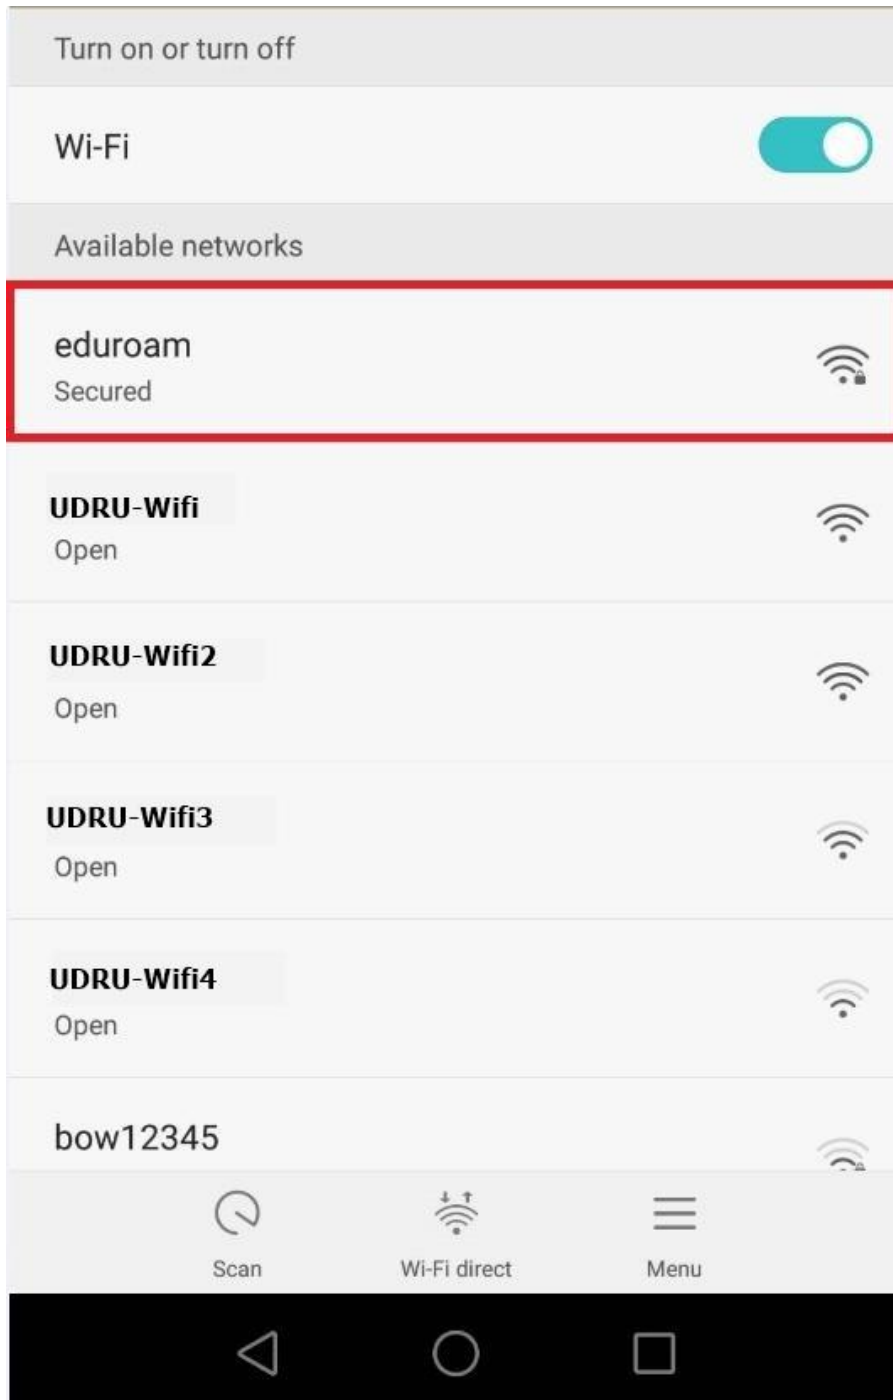 Turn on or turn off
Wi-Fi
Available networks
eduroam
Secured
UDRU-Wifi
Open
UDRU-Wifi2
Open
UDRU-Wifi3
Open
UDRU-Wifi4
Open
bow12345
Scan
Wi-Fi direct
Menu